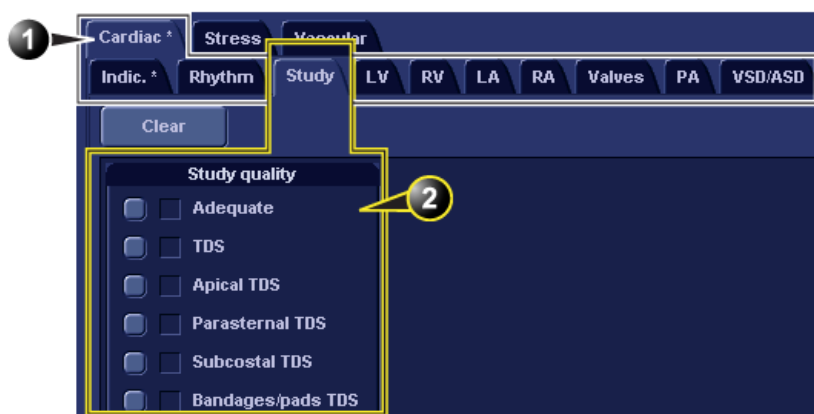 1
Cardiac * Stress Vascular
Indic. * Rhythm Study LV RV LA RA Valves PA VSD/ASD
Clear
Study quality
Adequate
2
TDS
Apical TDS
Parasternal TDS
Subcostal TDS
Bandages/pads TDS